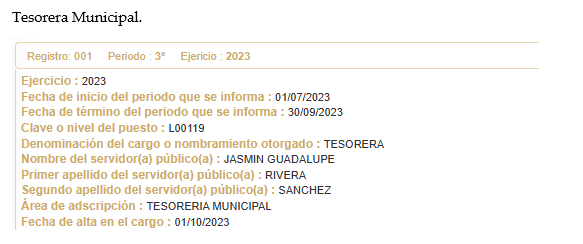 Tesorera Municipal.
Registro: 001 Periodo : 3° Ejericio : 2023
Ejercicio : 2023
Fecha de inicio del periodo que se informa : 01/07/2023
Fecha de término del periodo que se informa : 30/09/2023
Clave o nivel del puesto : L00119
Denominación del cargo o nombramiento otorgado : TESORERA
Nombre del servidor(a) público(a) : JASMIN GUADALUPE
Primer apellido del servidor(a) público(a) : RIVERA
Segundo apellido del servidor(a) público(a) : SANCHEZ
Área de adscripción : TESORERIA MUNICIPAL
Fecha de alta en el cargo : 01/10/2023